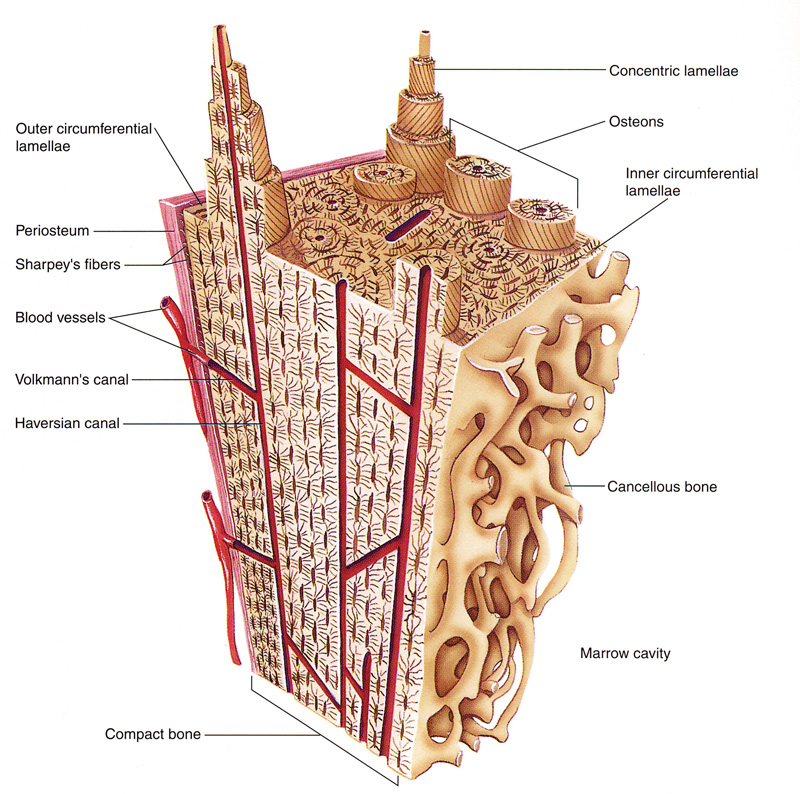 Concentric lamellae
Osteons
Outer circumferential
lamellae
Inner circumferential
lamellae
Periosteum
Sharpey's fibers
Blood vessels
Volkmann's canal
Haversian canal
Cancellous bone
Marrow cavity
Compact bone